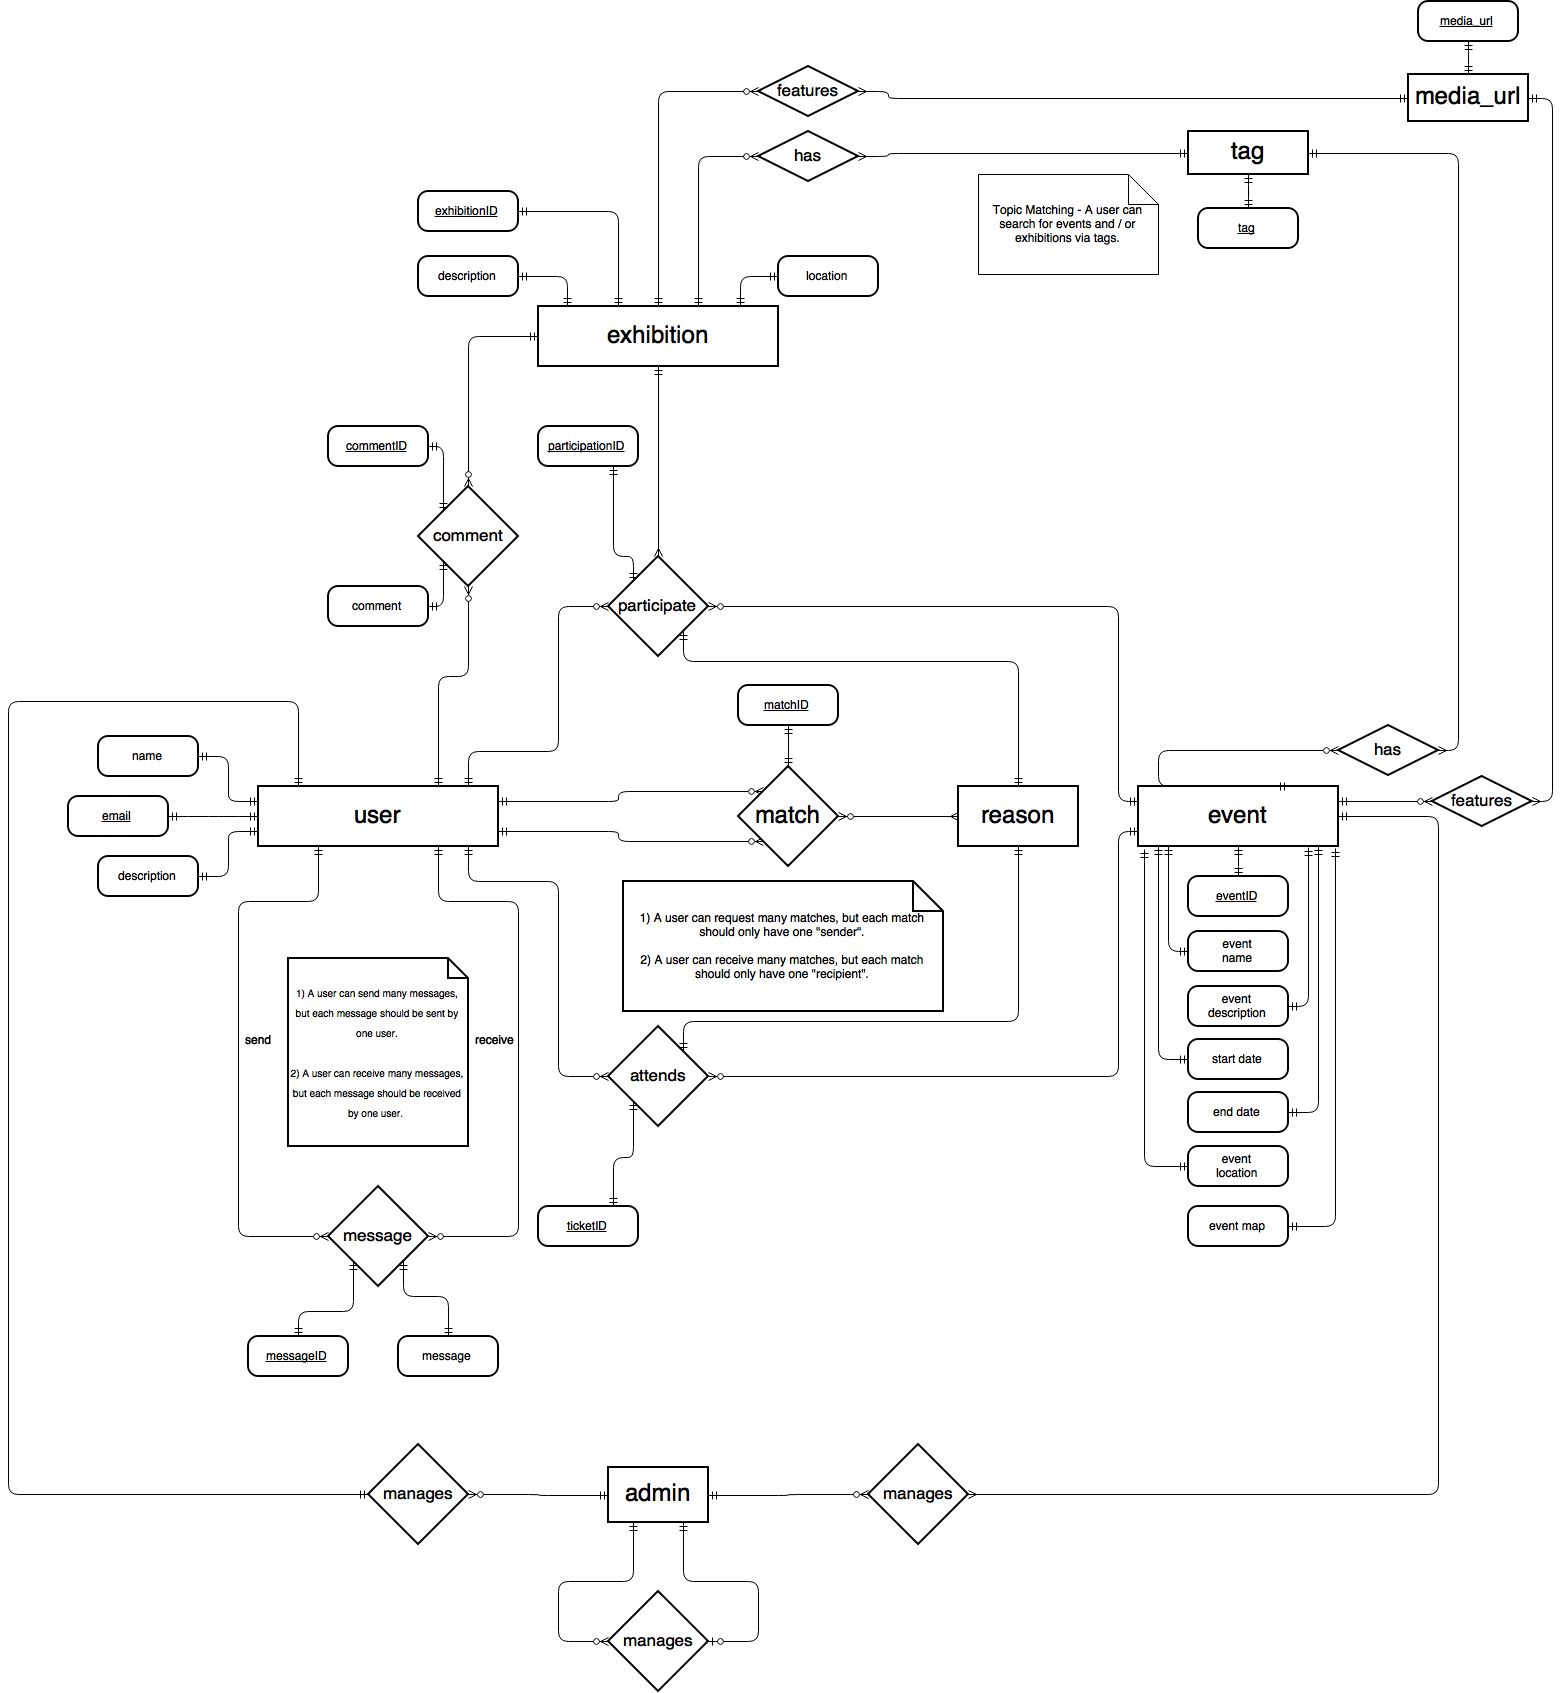 media_url
features
media_url
has
tag
Topic Matching - A user can
search for events and / or
exhibitions via tags.
exhibitionID
tag
description
location
exhibition
commentID
participationID
comment
comment
participate
matchID
name
has
email
user
match
reason
event
features
description
eventID
1) A user can request many matches, but each match
should only have one "sender".
2) A user can receive many matches, but each match
should only have one "recipient".
event
name
event
description
1) A user can send many messages,
but each message should be sent by
one user.
2) A user can receive many messages,
but each message should be received
by one user.
send
receive
start date
attends
end date
event
location
ticketID
event map
message
messageID
message
manages
admin
manages
manages